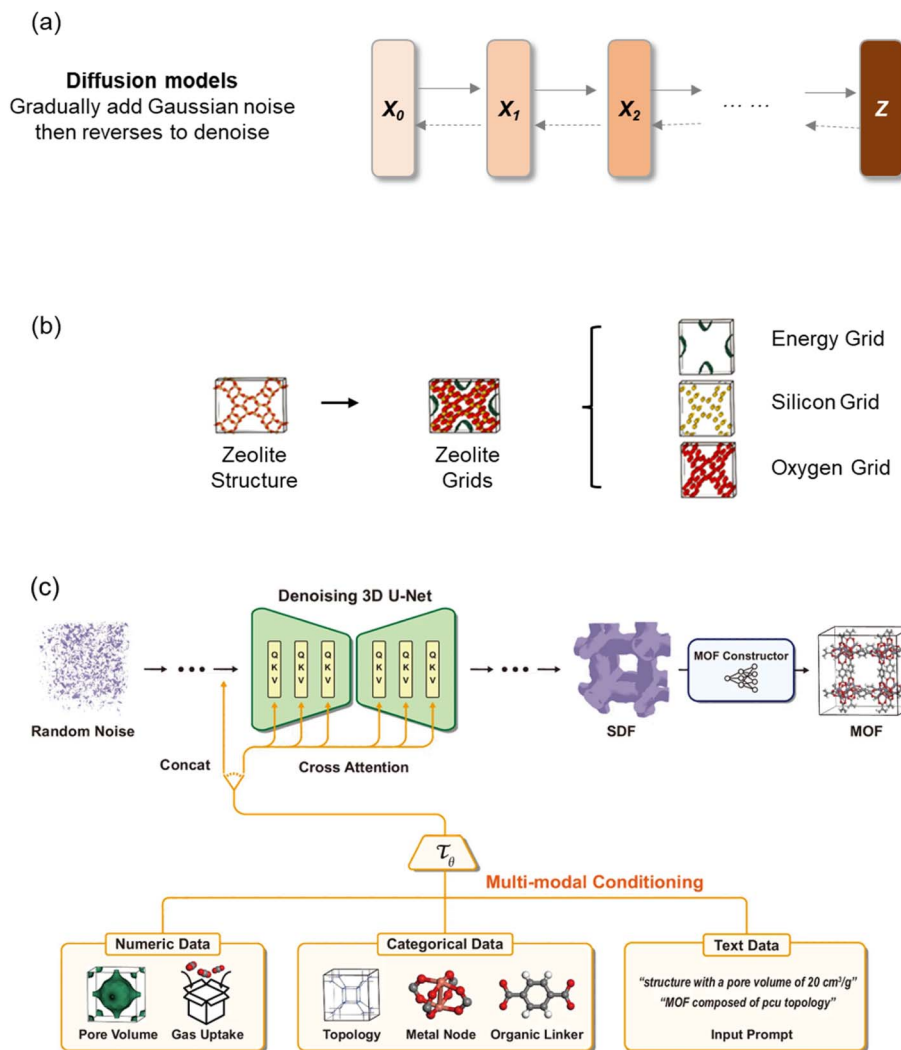 (a)
Diffusion models
Gradually add Gaussian noise
then reverses to denoise
X0
X1
X2
... ...
Z
(b)
Zeolite
Structure
Zeolite
Grids
Energy Grid
Silicon Grid
Oxygen Grid
(c)
Denoising 3D U-Net
Q K V
Q K V
Q K V
Q K V
Q K V
Q K V
MOF Constructor
Random Noise
SDF
MOF
Concat
Cross Attention
τθ
Multi-modal Conditioning
Numeric Data
Categorical Data
Text Data
"structure with a pore volume of 20 cm³/g"
"MOF composed of pcu topology"
Pore Volume
Gas Uptake
Topology
Metal Node
Organic Linker
Input Prompt